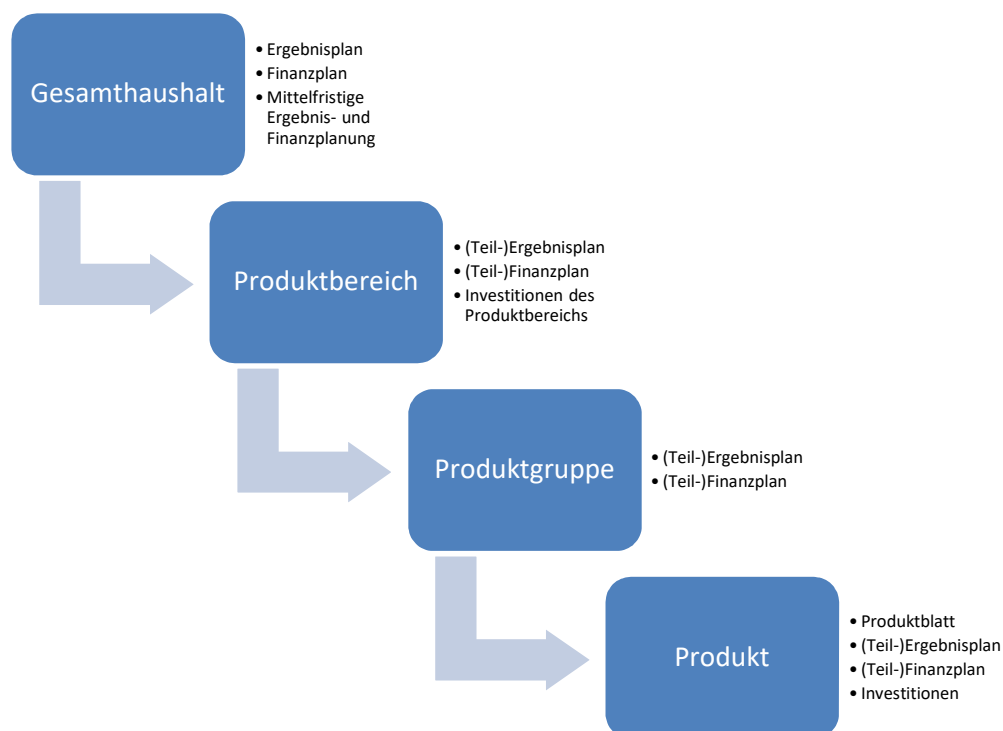 Gesamthaushalt
• Ergebnisplan
• Finanzplan
• Mittelfristige
Ergebnis- und
Finanzplanung
Produktbereich
• (Teil-)Ergebnisplan
• (Teil-)Finanzplan
• Investitionen des
Produktbereichs
Produktgruppe
• (Teil-)Ergebnisplan
• (Teil-)Finanzplan
Produkt
• Produktblatt
• (Teil-)Ergebnisplan
• (Teil-)Finanzplan
• Investitionen